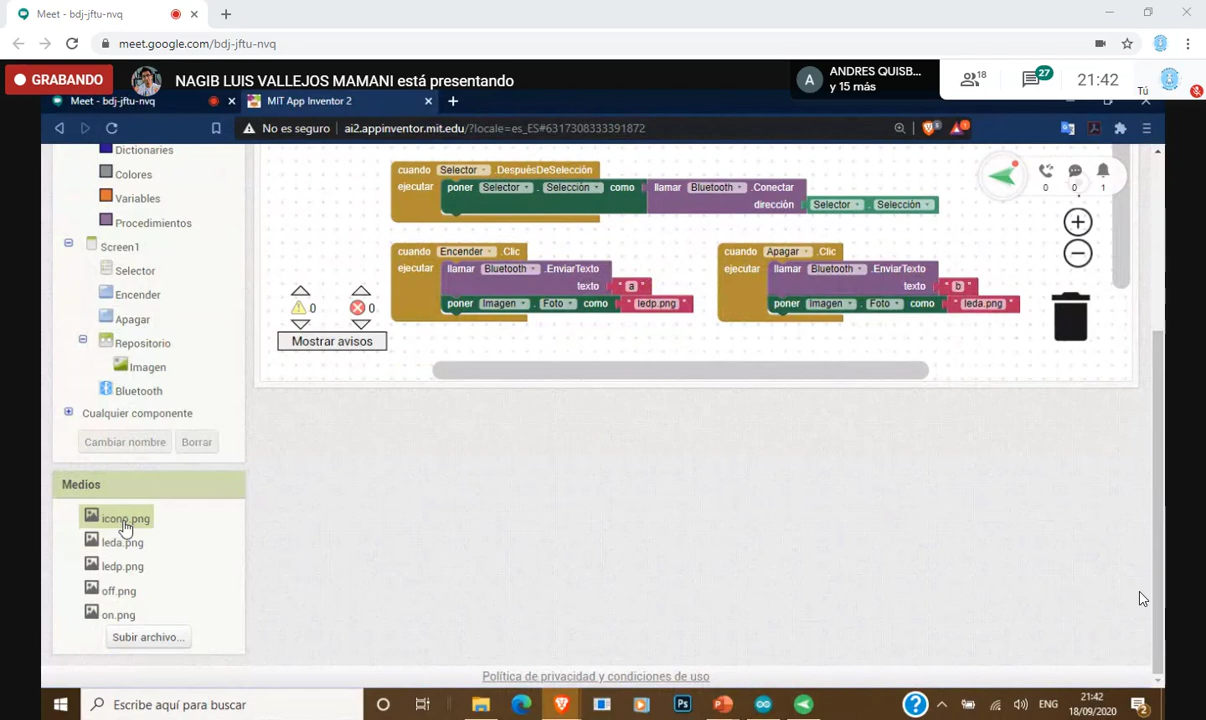 Meet - bdj-jftu-nvq
meet.google.com/bdj-jftu-nvq
GRABANDO
NAGIB LUIS VALLEJOS MAMANI está presentando
A
ANDRES QUISB...
y 15 más
18
27
21:42
Tú
Meet - bdj-jftu-nvq
MIT App Inventor 2
No es seguro
ai2.appinventor.mit.edu/?locale=es_ES#6317308333391872
Dictionaries
Colores
Variables
Procedimientos
Screen1
Selector
Encender
Apagar
Repositorio
Imagen
Bluetooth
Cualquier componente
Cambiar nombre
Borrar
Medios
icono.png
leda.png
ledp.png
off.png
on.png
Subir archivo...
cuando Selector .DespuésDeSelección
ejecutar poner Selector . Selección como llamar Bluetooth .Conectar
dirección Selector . Selección
cuando Encender .Clic
ejecutar llamar Bluetooth .EnviarTexto
texto " a "
poner Imagen . Foto como " ledp.png "
cuando Apagar .Clic
ejecutar llamar Bluetooth .EnviarTexto
texto " b "
poner Imagen . Foto como " leda.png "
0
0
Mostrar avisos
0
0
1
Política de privacidad y condiciones de uso
Escribe aquí para buscar
ENG
21:42
18/09/2020
2